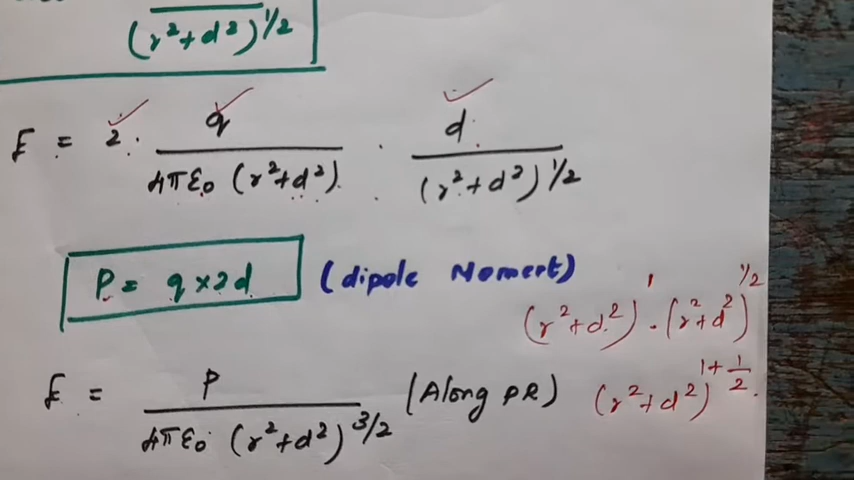 (r²+d²)^1/2
E = 2 · q / 4πε₀ (r²+d²) · d / (r²+d²)^1/2
P = q×2d (dipole Moment)
(r²+d²)^1 · (r²+d²)^1/2
E = P / 4πε₀ (r²+d²)^3/2 (Along PR) (r²+d²)^1+1/2